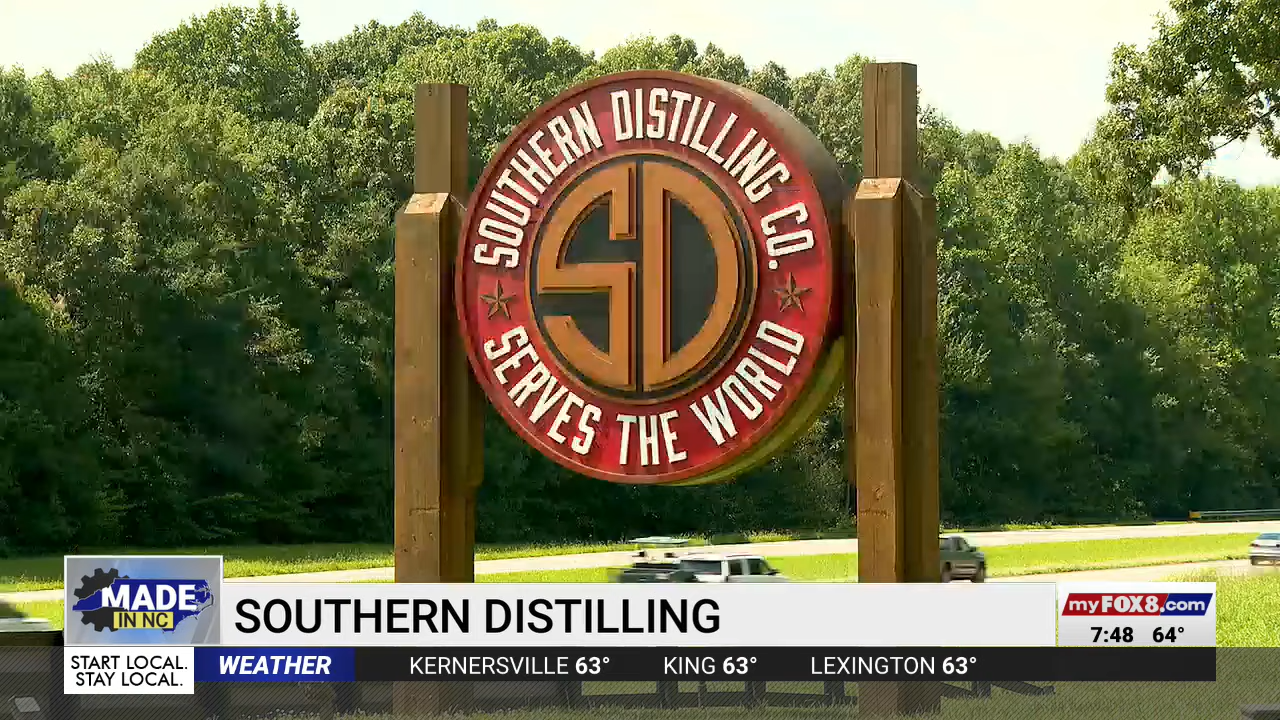 SOUTHERN DISTILLING CO.
SD
SERVES THE WORLD
MADE
IN NC
SOUTHERN DISTILLING
myFOX8.com
7:48 64°
START LOCAL.
STAY LOCAL.
WEATHER KERNERSVILLE 63° KING 63° LEXINGTON 63°